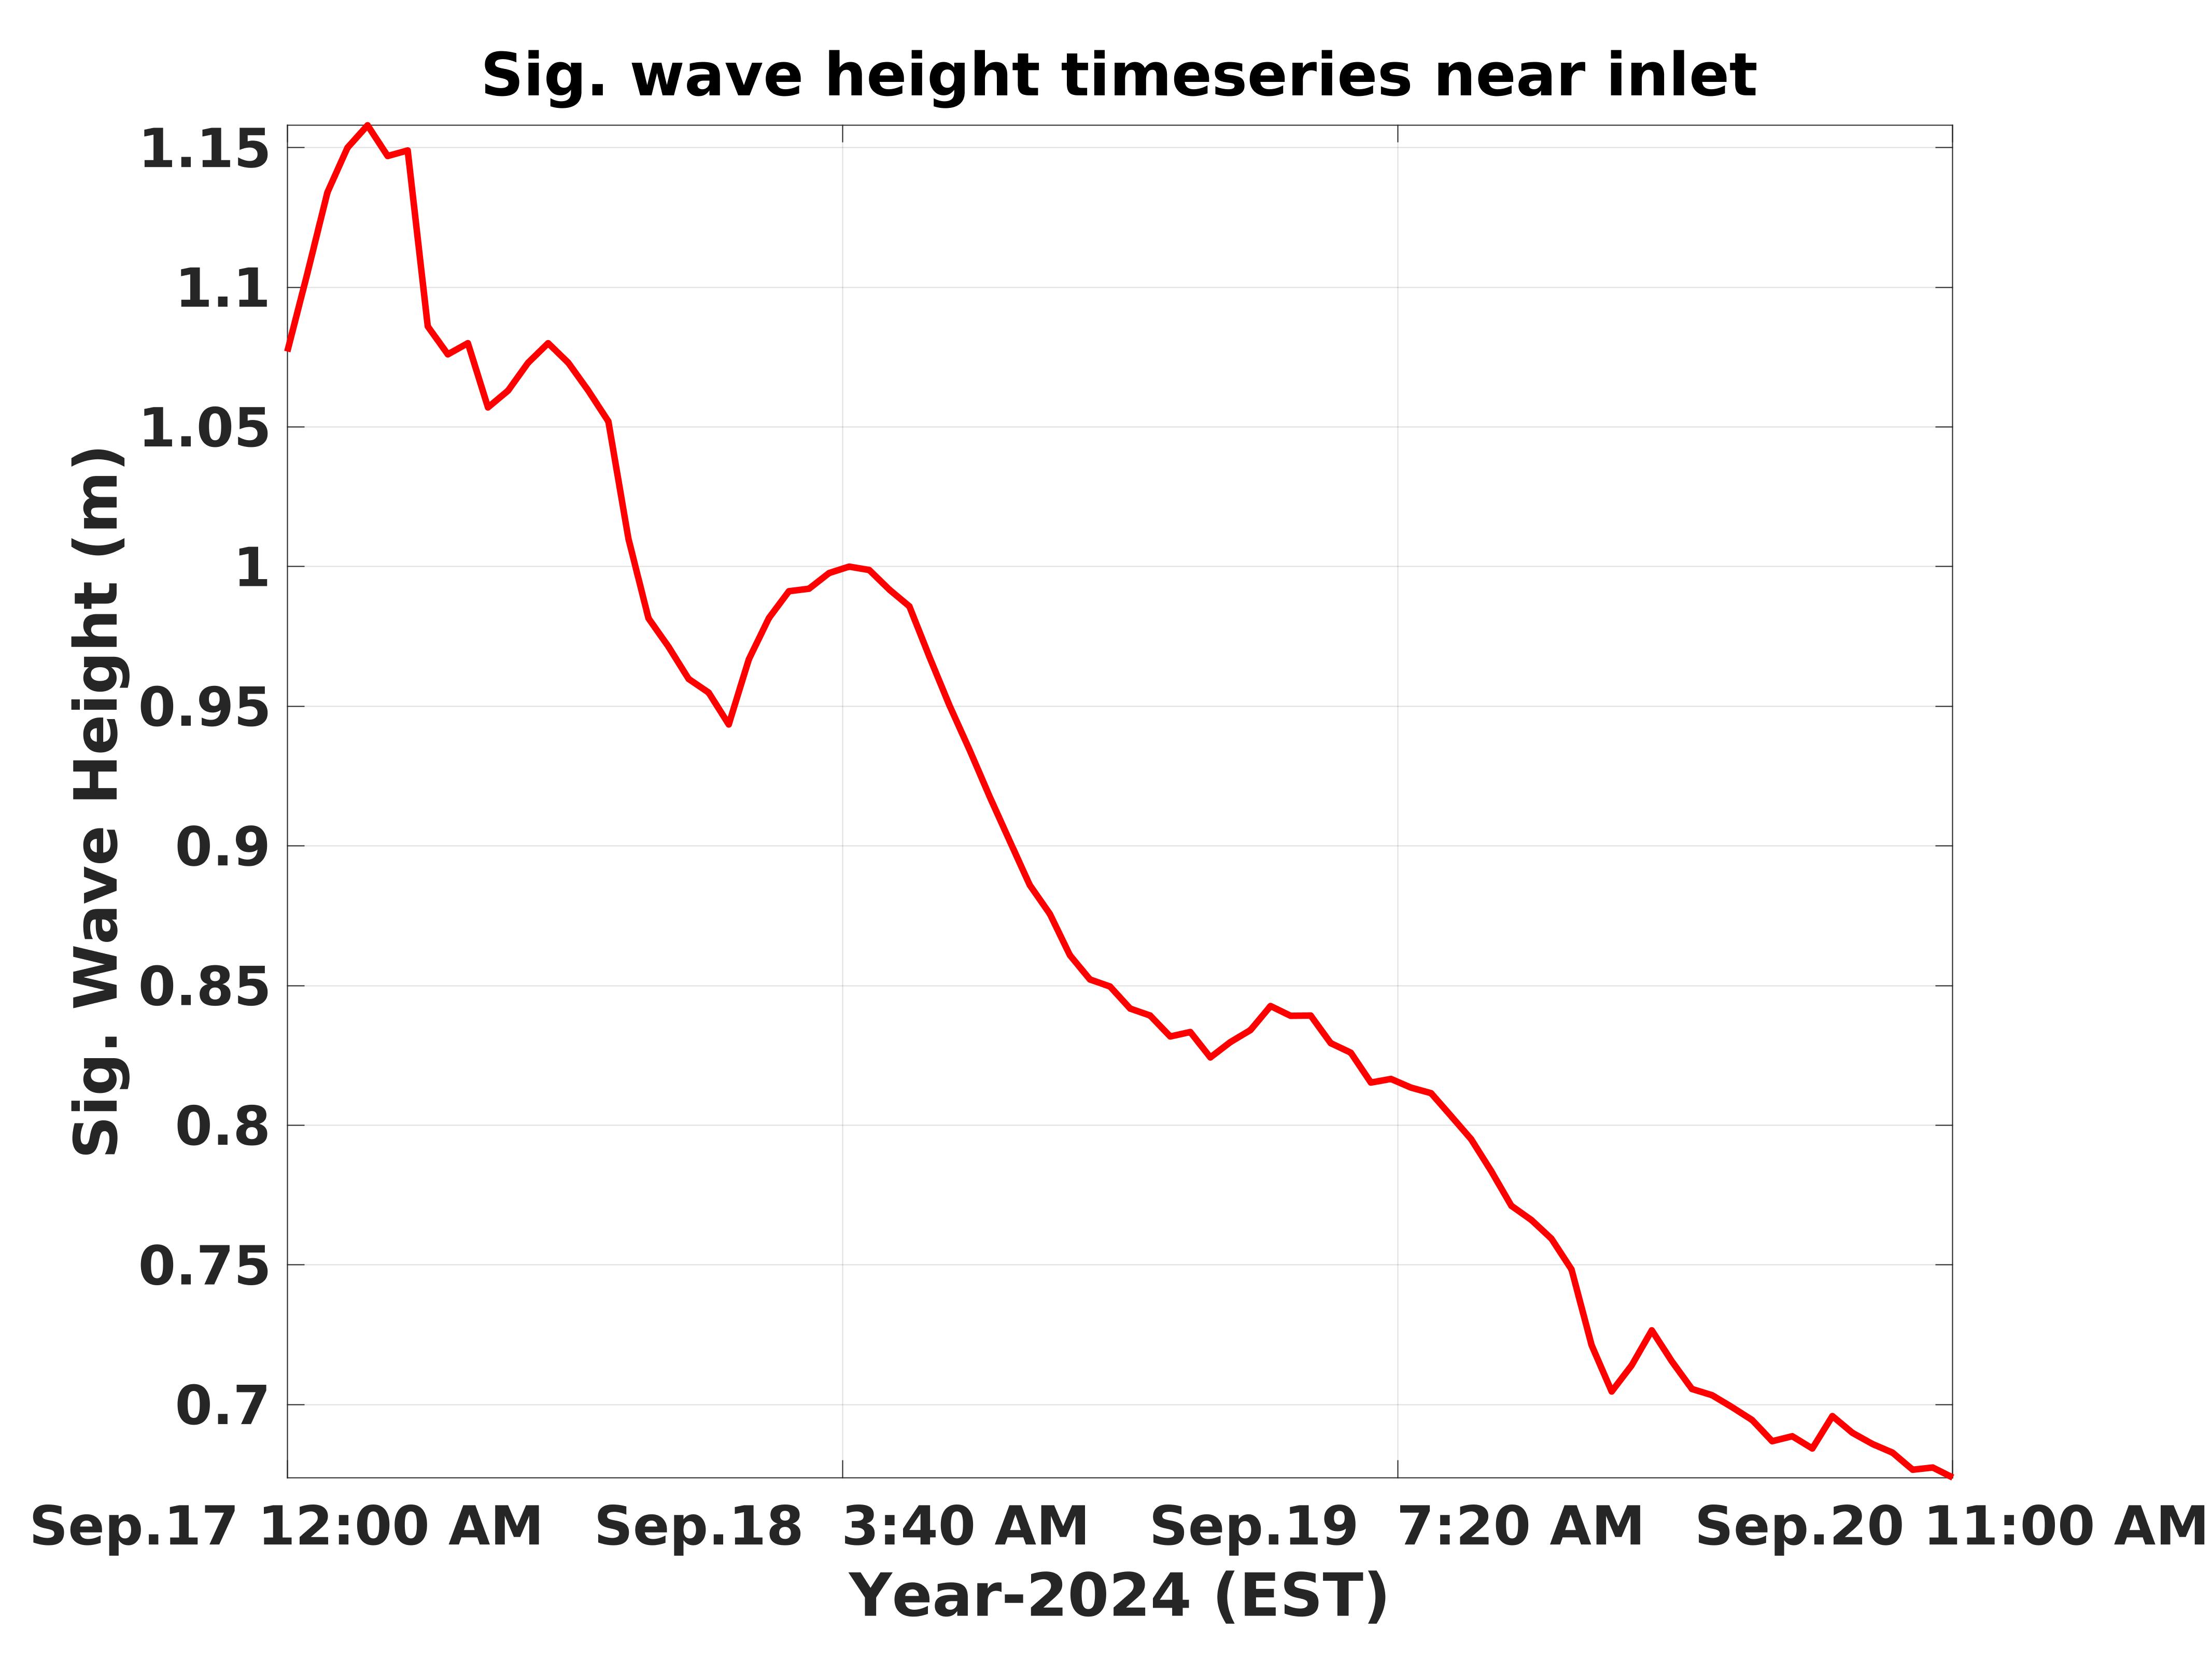 Sig. wave height timeseries near inlet
1.15
1.1
1.05
1
0.95
0.9
0.85
0.8
0.75
0.7
Sig. Wave Height (m)
Sep.17 12:00 AM Sep.18 3:40 AM Sep.19 7:20 AM Sep.20 11:00 AM
Year-2024 (EST)